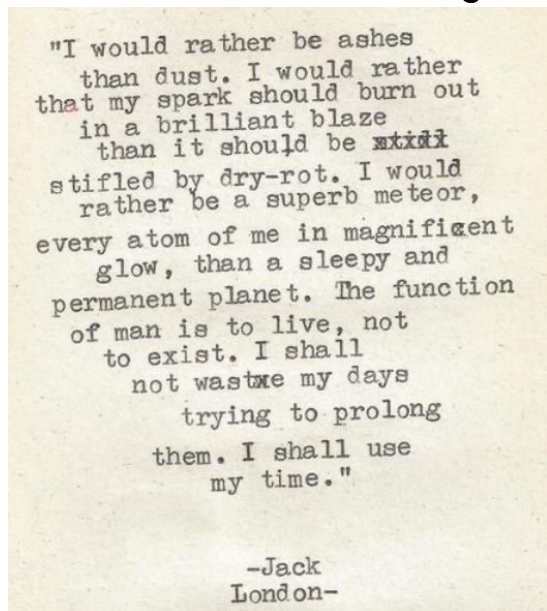 "I would rather be ashes
than dust. I would rather
that my spark should burn out
in a brilliant blaze
than it should be
stifled by dry-rot. I would
rather be a superb meteor,
every atom of me in magnificent
glow, than a sleepy and
permanent planet. The function
of man is to live, not
to exist. I shall
not waste my days
trying to prolong
them. I shall use
my time."
-Jack
London-